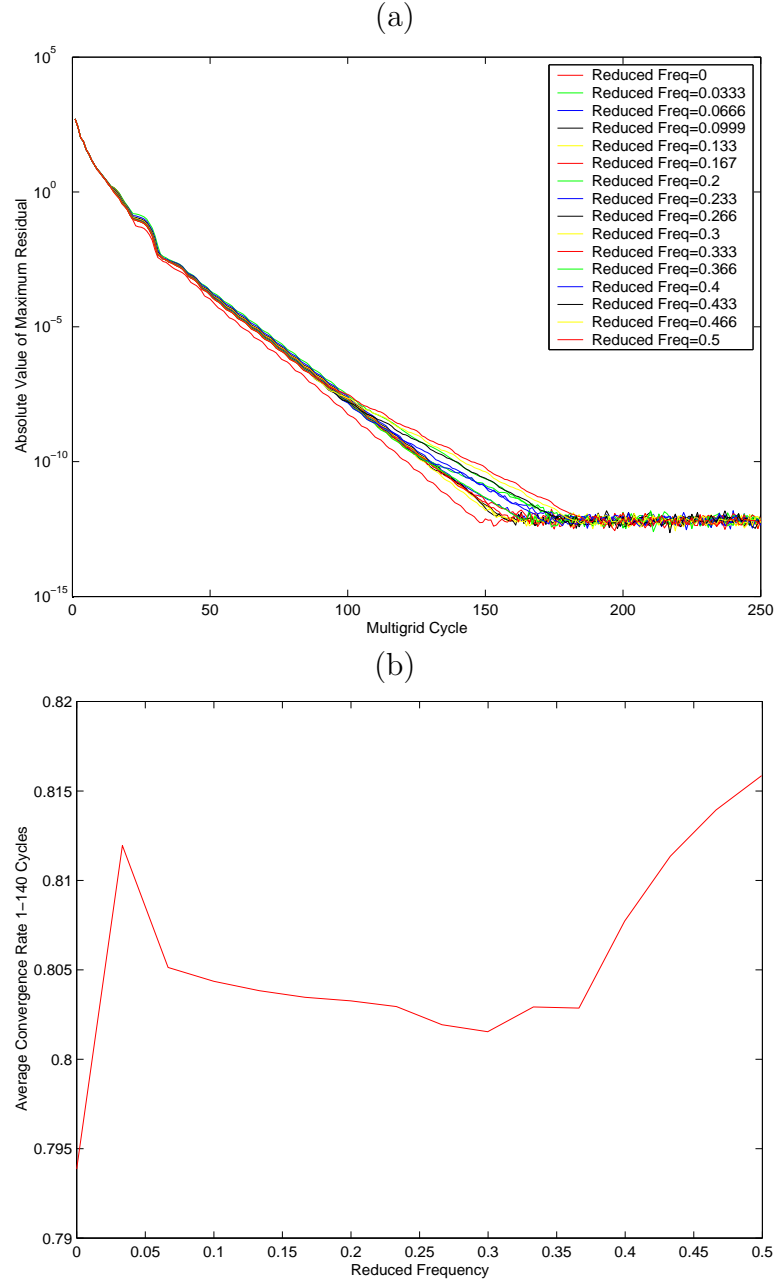 (a)
10^5
10^0
10^-5
10^-10
10^-15
Absolute Value of Maximum Residual
Reduced Freq=0
Reduced Freq=0.0333
Reduced Freq=0.0666
Reduced Freq=0.0999
Reduced Freq=0.133
Reduced Freq=0.167
Reduced Freq=0.2
Reduced Freq=0.233
Reduced Freq=0.266
Reduced Freq=0.3
Reduced Freq=0.333
Reduced Freq=0.366
Reduced Freq=0.4
Reduced Freq=0.433
Reduced Freq=0.466
Reduced Freq=0.5
0 50 100 150 200 250
Multigrid Cycle
(b)
0.82
0.815
0.81
0.805
0.8
0.795
0.79
Average Convergence Rate 1-140 Cycles
0 0.05 0.1 0.15 0.2 0.25 0.3 0.35 0.4 0.45 0.5
Reduced Frequency